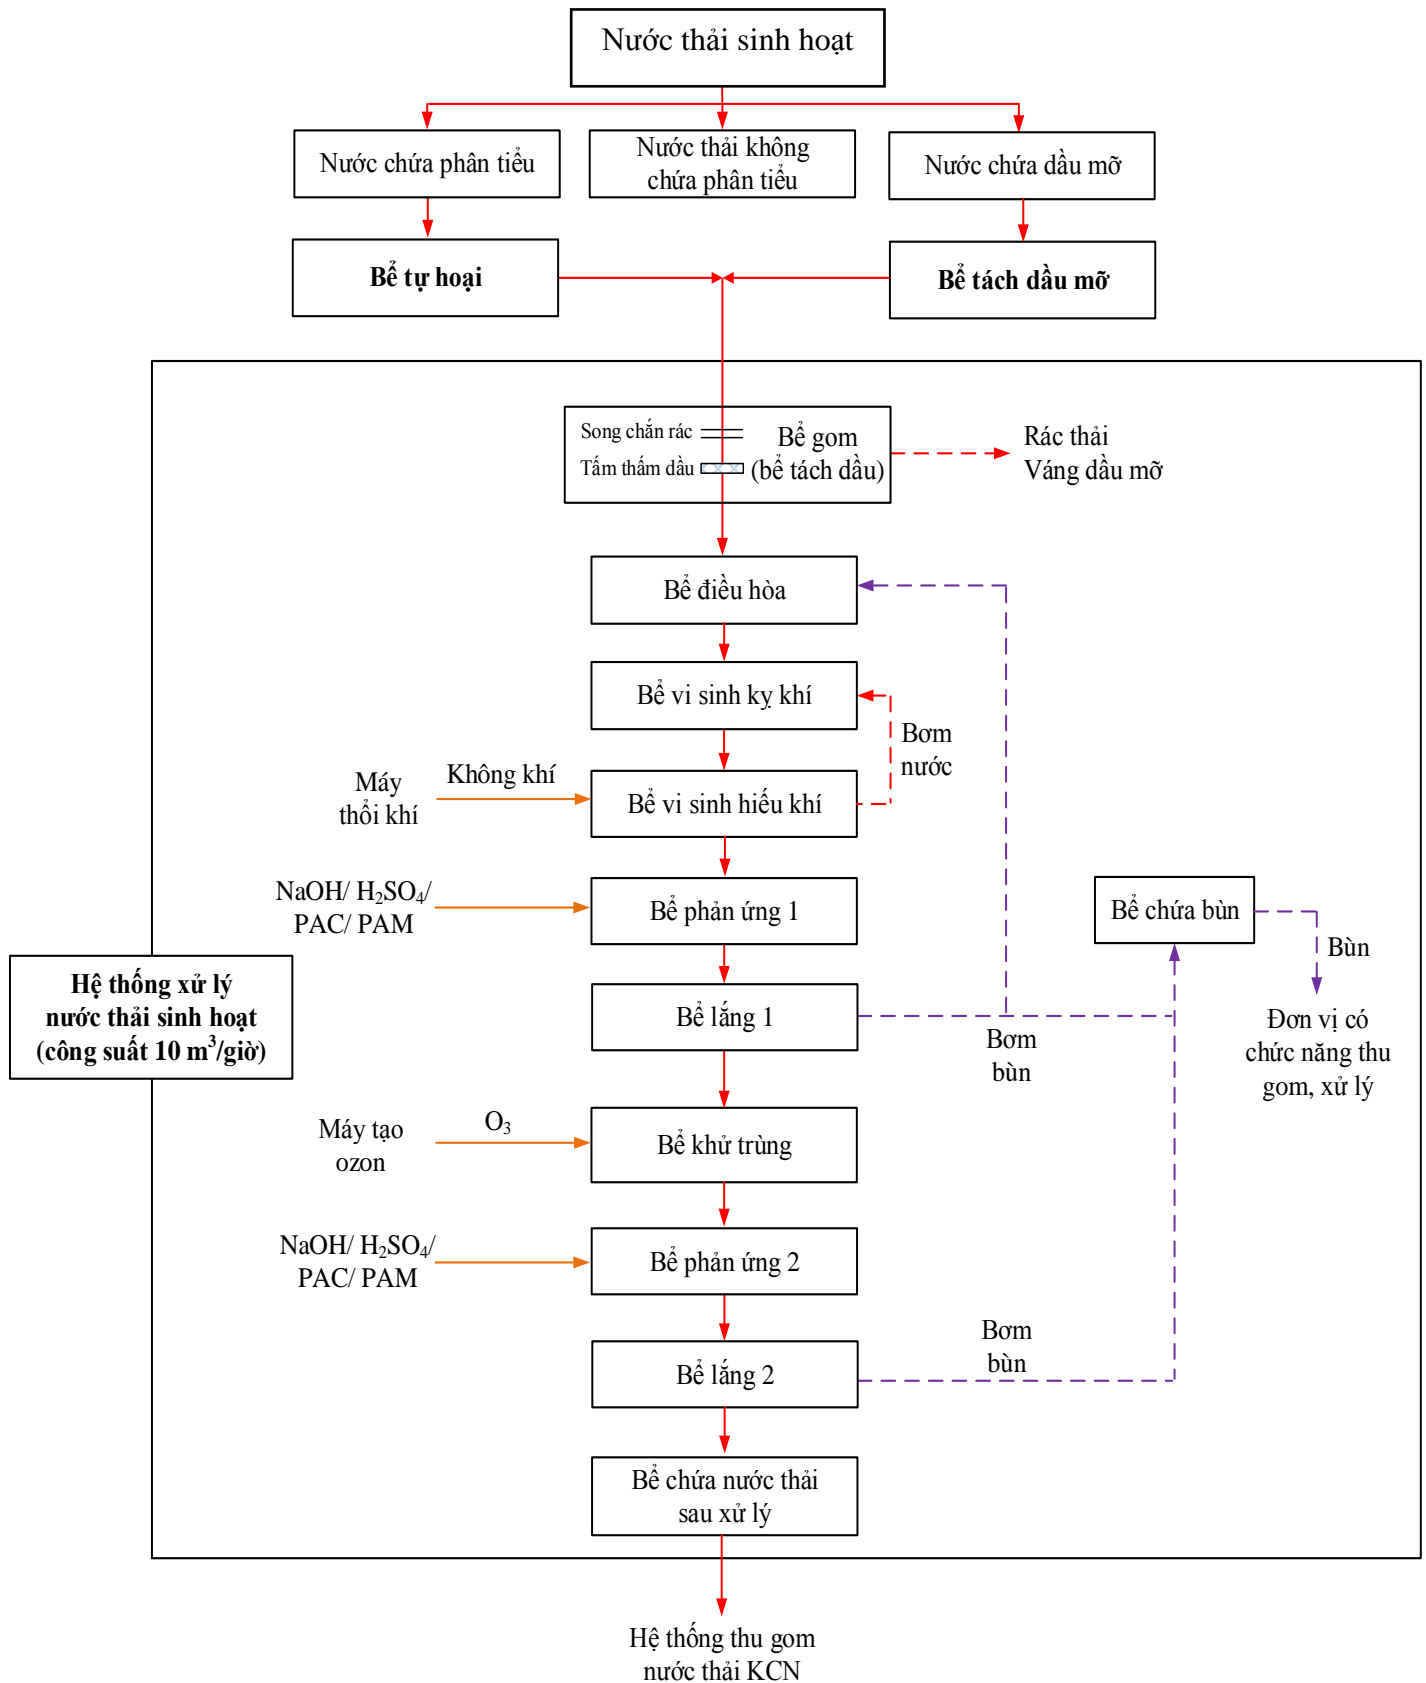 Nước thải sinh hoạt
Nước chứa phân tiểu
Nước thải không
chứa phân tiểu
Nước chứa dầu mỡ
Bể tự hoại
Bể tách dầu mỡ
Song chắn rác
Tấm thấm dầu
Bể gom
(bể tách dầu)
Rác thải
Váng dầu mỡ
Bể điều hòa
Bể vi sinh kỵ khí
Bơm
nước
Máy
thổi khí
Không khí
Bể vi sinh hiếu khí
NaOH/ H₂SO₄/
PAC/ PAM
Bể phản ứng 1
Bể chứa bùn
Bùn
Hệ thống xử lý
nước thải sinh hoạt
(công suất 10 m³/giờ)
Bể lắng 1
Bơm
bùn
Đơn vị có
chức năng thu
gom, xử lý
Máy tạo
ozon
O₃
Bể khử trùng
NaOH/ H₂SO₄/
PAC/ PAM
Bể phản ứng 2
Bể lắng 2
Bơm
bùn
Bể chứa nước thải
sau xử lý
Hệ thống thu gom
nước thải KCN